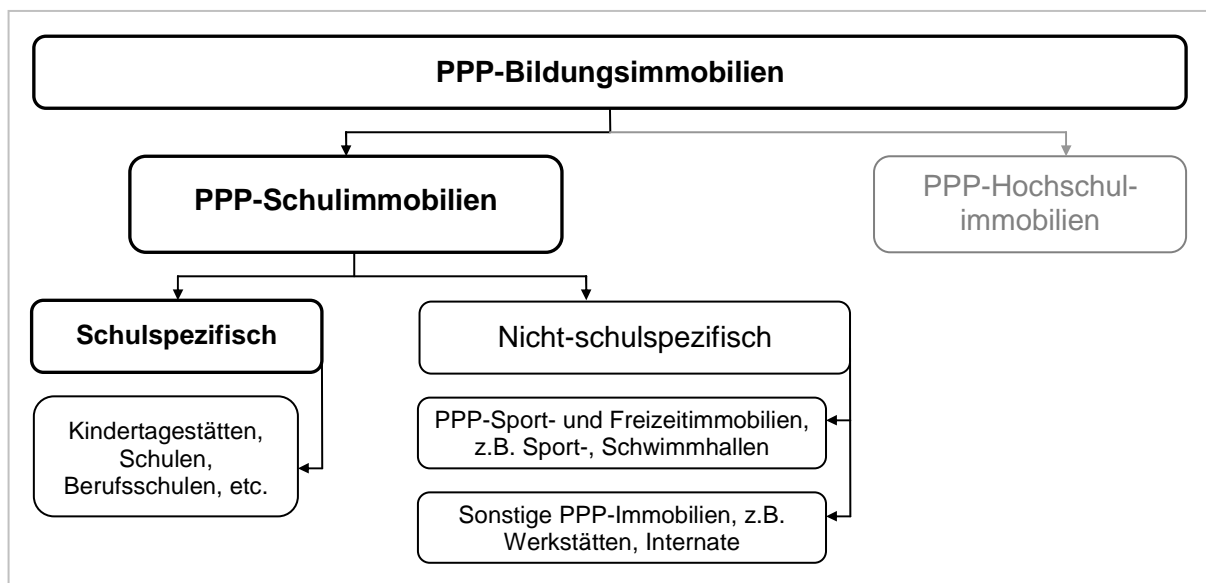 PPP-Bildungsimmobilien
PPP-Schulimmobilien
PPP-Hochschul-
immobilien
Schulspezifisch
Nicht-schulspezifisch
Kindertagestätten,
Schulen,
Berufsschulen, etc.
PPP-Sport- und Freizeitimmobilien,
z.B. Sport-, Schwimmhallen
Sonstige PPP-Immobilien, z.B.
Werkstätten, Internate